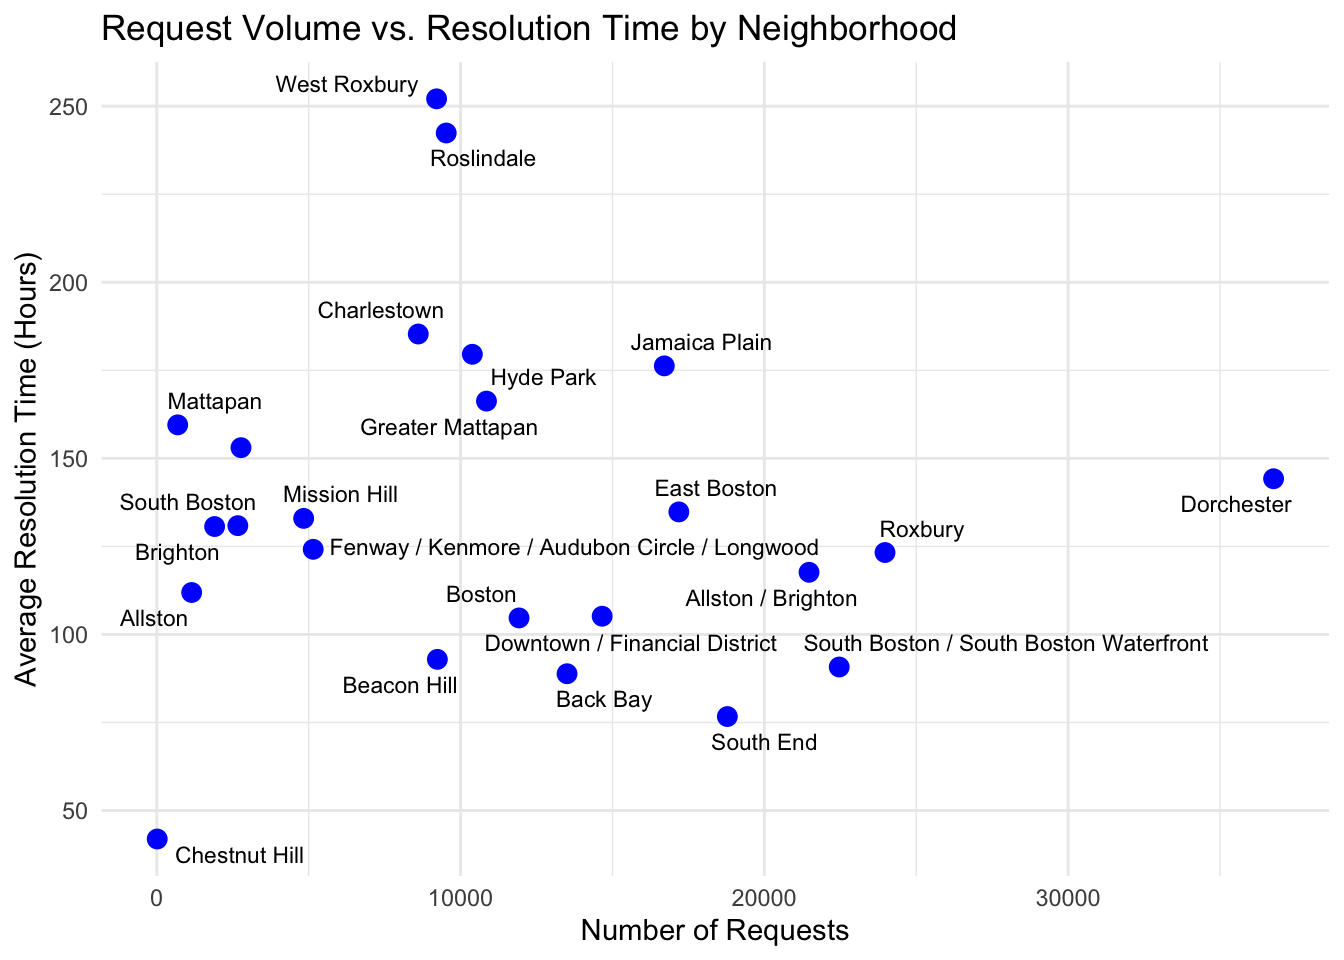 Request Volume vs. Resolution Time by Neighborhood
West Roxbury
250
Roslindale
200
Charlestown
Jamaica Plain
Hyde Park
Mattapan
Greater Mattapan
150
East Boston
Mission Hill
South Boston
Dorchester
Roxbury
Fenway / Kenmore / Audubon Circle / Longwood
Brighton
Boston
Allston / Brighton
Allston
100
Downtown / Financial District
South Boston / South Boston Waterfront
Beacon Hill
Back Bay
South End
50
Chestnut Hill
0
10000
20000
30000
Number of Requests
Average Resolution Time (Hours)